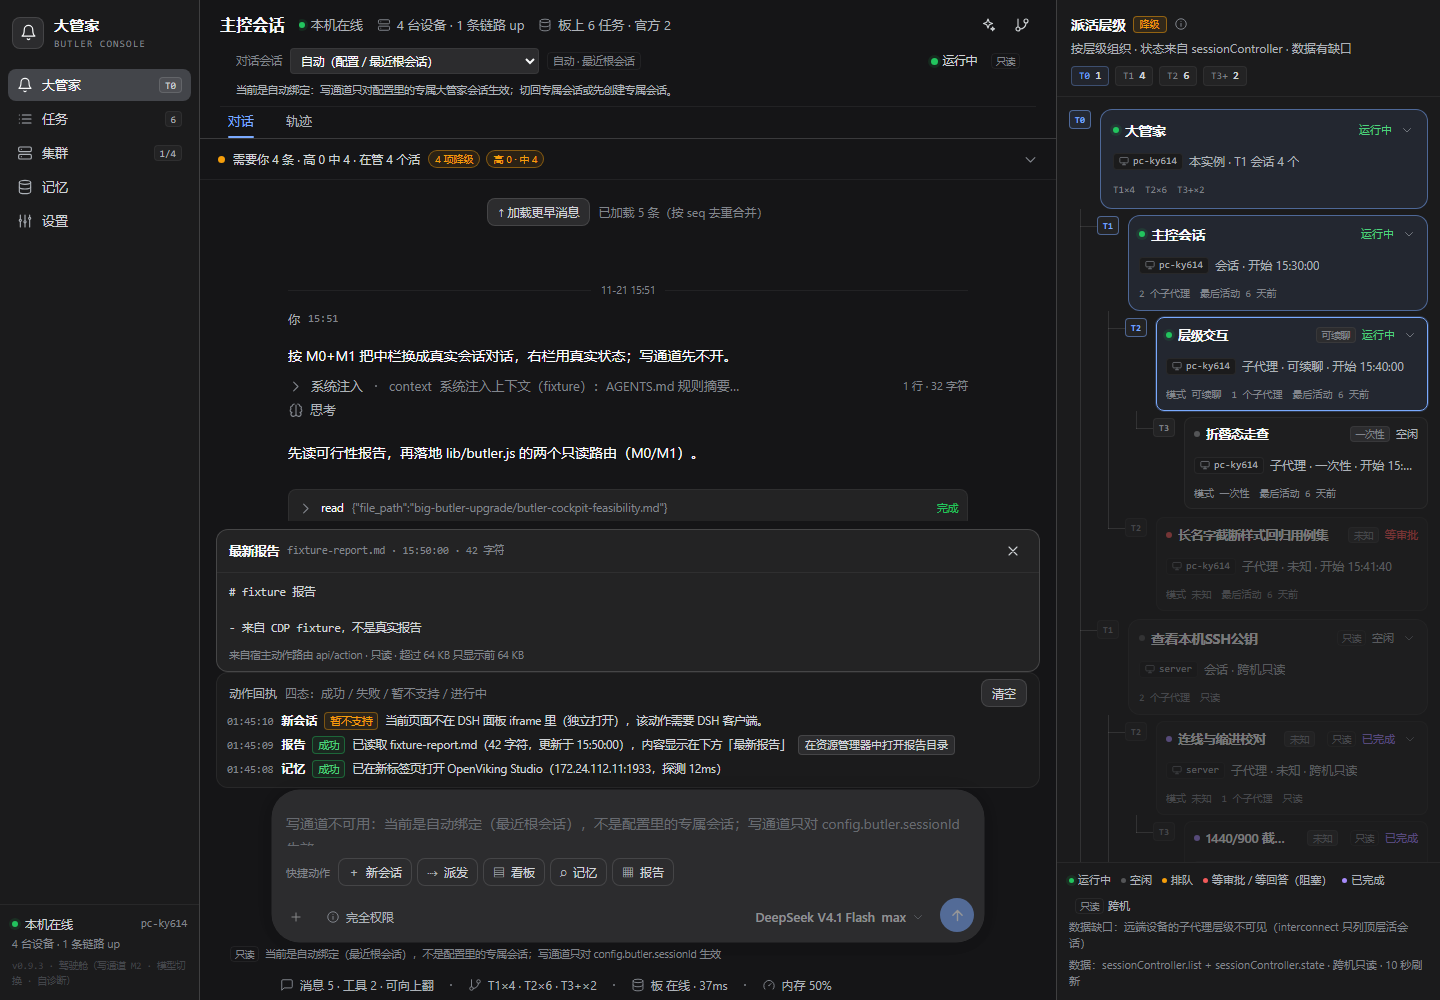 大管家
BUTLER CONSOLE
大管家 T0
任务 6
集群 1/4
记忆
设置
本机在线 pc-ky614
4 台设备 · 1 条链路 up
v0.9.3 · 驾驶舱（写通道 M2 · 模型切
换 · 自诊断）
主控会话 本机在线 4 台设备 · 1 条链路 up 板上 6 任务 · 官方 2
对话会话 自动（配置 / 最近根会话） 自动 · 最近根会话 运行中 只读
当前是自动绑定：写通道只对配置里的专属大管家会话生效；切回专属会话或先创建专属会话。
对话 轨迹
需要你 4 条 · 高 0 中 4 · 在管 4 个活 4 项降级 高 0 · 中 4
↑ 加载更早消息 已加载 5 条（按 seq 去重合并）
11-21 15:51
你 15:51
按 M0+M1 把中栏换成真实会话对话，右栏用真实状态；写通道先不开。
系统注入 · context 系统注入上下文（fixture）：AGENTS.md 规则摘要… 1 行 · 32 字符
思考
先读可行性报告，再落地 lib/butler.js 的两个只读路由（M0/M1）。
read {"file_path":"big-butler-upgrade/butler-cockpit-feasibility.md"} 完成
最新报告 fixture-report.md · 15:50:00 · 42 字符
# fixture 报告
- 来自 CDP fixture，不是真实报告
来自宿主动作路由 api/action · 只读 · 超过 64 KB 只显示前 64 KB
动作回执 四态：成功 / 失败 / 暂不支持 / 进行中 清空
01:45:10 新会话 暂不支持 当前页面不在 DSH 面板 iframe 里（独立打开），该动作需要 DSH 客户端。
01:45:09 报告 成功 已读取 fixture-report.md（42 字符，更新于 15:50:00），内容显示在下方「最新报告」 在资源管理器中打开报告目录
01:45:08 记忆 成功 已在新标签页打开 OpenViking Studio（172.24.112.11:1933，探测 12ms）
写通道不可用：当前是自动绑定（最近根会话），不是配置里的专属会话；写通道只对 config.butler.sessionId
生效
快捷动作 + 新会话 派发 看板 记忆 报告
完全权限 DeepSeek V4.1 Flash max
只读 当前是自动绑定（最近根会话），不是配置里的专属会话；写通道只对 config.butler.sessionId 生效
消息 5 · 工具 2 · 可向上翻 · T1×4 · T2×6 · T3+×2 · 板 在线 · 37ms · 内存 50%
派活层级 降级
按层级组织 · 状态来自 sessionController · 数据有缺口
T0 1 T1 4 T2 6 T3+ 2
T0 大管家 运行中
pc-ky614 本实例 · T1 会话 4 个
T1×4 T2×6 T3+×2
T1 主控会话 运行中
pc-ky614 会话 · 开始 15:30:00
2 个子代理 最后活动 6 天前
T2 层级交互 可续聊 运行中
pc-ky614 子代理 · 可续聊 · 开始 15:40:00
模式 可续聊 1 个子代理 最后活动 6 天前
T3 折叠态走查 一次性 空闲
pc-ky614 子代理 · 一次性 · 开始 15:...
模式 一次性 最后活动 6 天前
T2 长名字截断样式回归用例集 未知 等审批
pc-ky614 子代理 · 未知 · 开始 15:41:40
模式 未知 最后活动 6 天前
T1 查看本机SSH公钥 只读 空闲
server 会话 · 跨机只读
2 个子代理 只读
T2 连线与缩进校对 未知 只读 已完成
server 子代理 · 未知 · 跨机只读
模式 未知 1 个子代理 只读
T3 1440/900 截... 未知 只读 已完成
运行中 空闲 排队 等审批 / 等回答（阻塞） 已完成
只读 跨机
数据缺口：远端设备的子代理层级不可见（interconnect 只列顶层活会
话）
数据：sessionController.list + sessionController.state · 跨机只读 · 10 秒刷
新